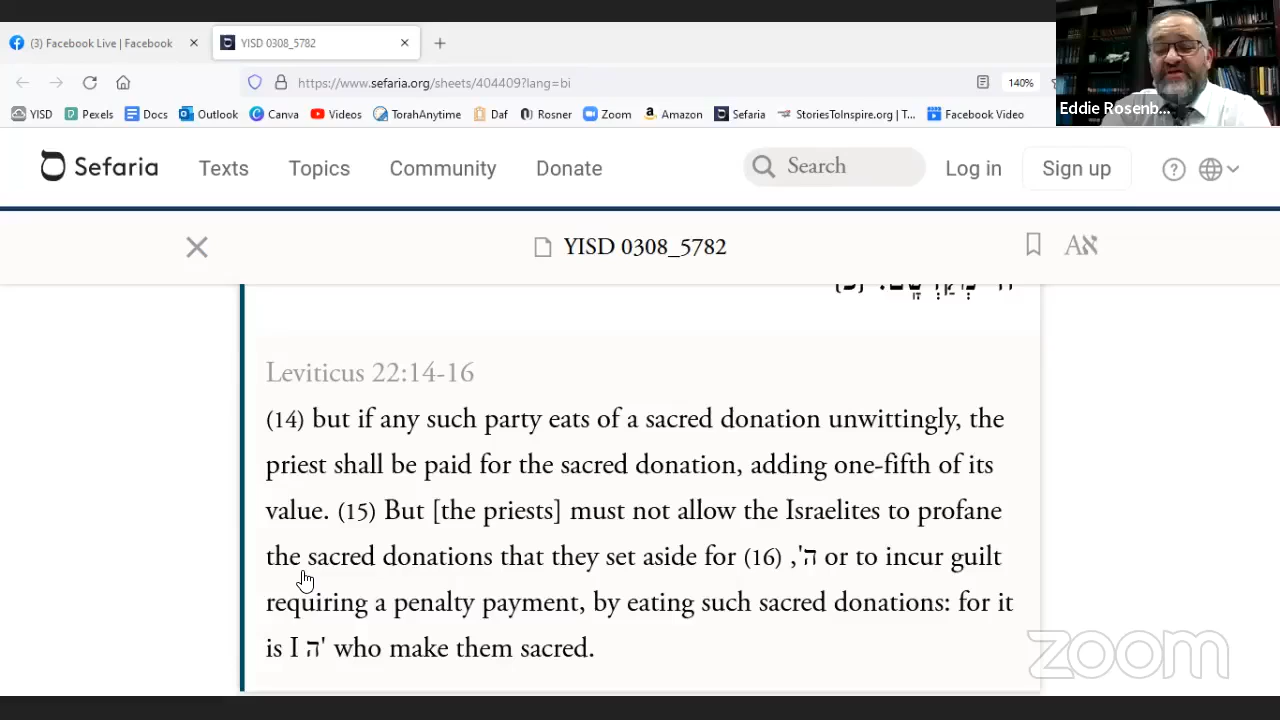 (3) Facebook Live | Facebook
YISD 0308_5782
https://www.sefaria.org/sheets/404409?lang=bi
140%
YISD Pexels Docs Outlook Canva Videos TorahAnytime Daf Rosner Zoom Amazon Sefaria StoriesToInspire.org | T... Facebook Video
Eddie Rosenb...
Sefaria Texts Topics Community Donate Search Log in Sign up
YISD 0308_5782
Aא
Leviticus 22:14-16
(14) but if any such party eats of a sacred donation unwittingly, the
priest shall be paid for the sacred donation, adding one-fifth of its
value. (15) But [the priests] must not allow the Israelites to profane
the sacred donations that they set aside for (16) ,'ה or to incur guilt
requiring a penalty payment, by eating such sacred donations: for it
is I ה' who make them sacred.
zoom